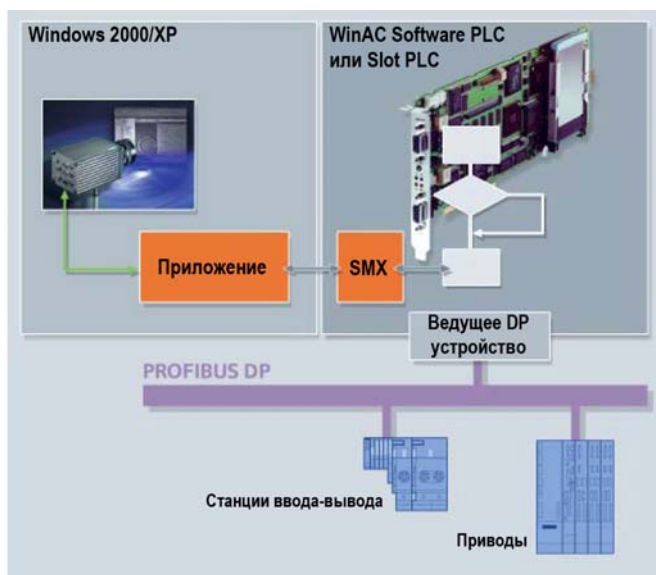 Windows 2000/XP
WinAC Software PLC
или Slot PLC
Приложение
SMX
Ведущее DP
устройство
PROFIBUS DP
Станции ввода-вывода
Приводы